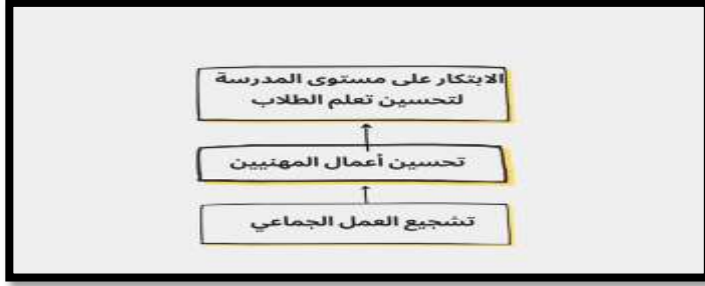 الابتكار على مستوى المدرسة
لتحسين تعلم الطلاب
تحسين أعمال المهنيين
تشجيع العمل الجماعي